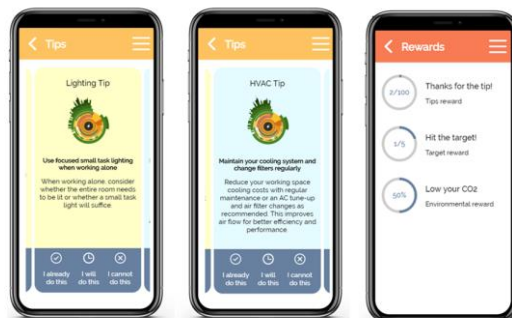 Tips
Lighting Tip
Use focused small task lighting
when working alone
When working alone, consider
whether the entire room needs
to be lit or whether a small task
light will suffice
I already
do this
I will
do this
I cannot
do this
Tips
HVAC Tip
Maintain your cooling system and
change filters regularly
Reduce your working space
cooling costs with regular
maintenance or an AC tune-up
and air filter changes as
recommended. This improves
air flow for better efficiency and
performance
I already
do this
I will
do this
I cannot
do this
Rewards
2/100
Thanks for the tip!
Tips reward
1/5
Hit the target!
Target reward
50%
Low your CO2
Environmental reward